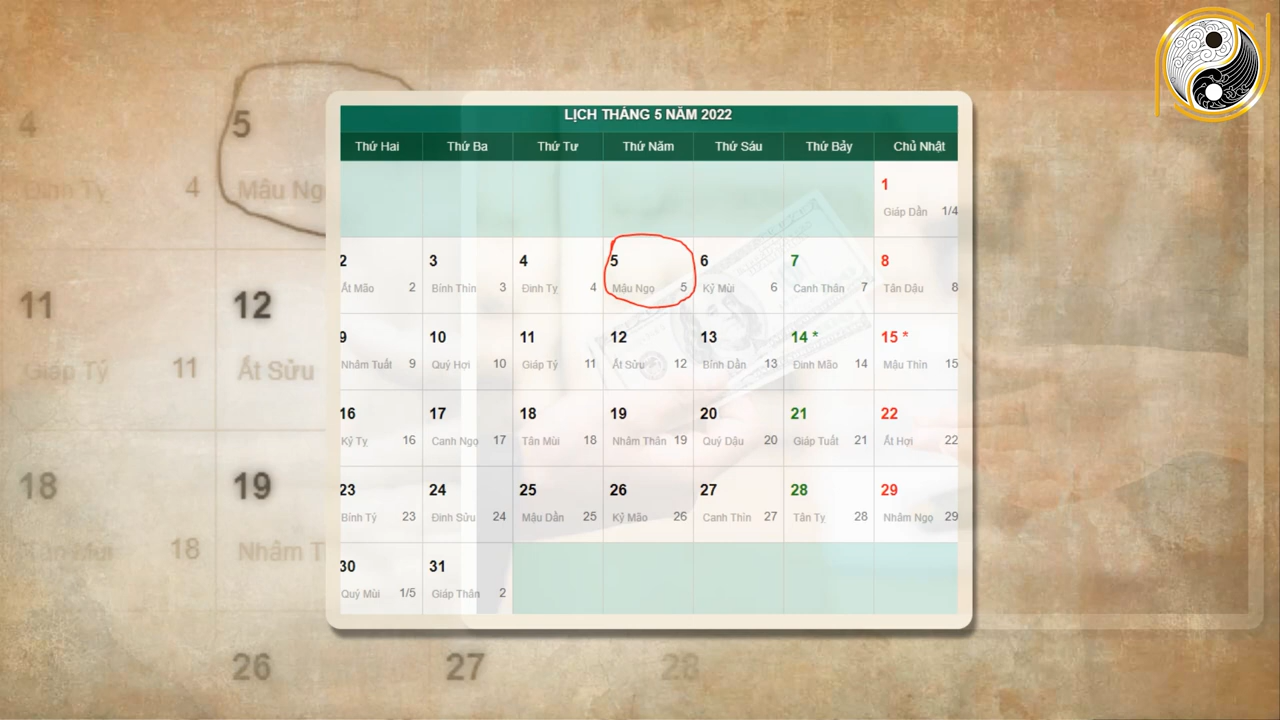 LỊCH THÁNG 5 NĂM 2022
Thứ Hai Thứ Ba Thứ Tư Thứ Năm Thứ Sáu Thứ Bảy Chủ Nhật
1
Giáp Dần 1/4
2 3 4 5 6 7 8
Ất Mão 2 Bính Thìn 3 Đinh Tỵ 4 Mậu Ngọ 5 Kỷ Mùi 6 Canh Thân 7 Tân Dậu 8
9 10 11 12 13 14 * 15 *
Nhâm Tuất 9 Quý Hợi 10 Giáp Tý 11 Ất Sửu 12 Bính Dần 13 Đinh Mão 14 Mậu Thìn 15
16 17 18 19 20 21 22
Kỷ Tỵ 16 Canh Ngọ 17 Tân Mùi 18 Nhâm Thân 19 Quý Dậu 20 Giáp Tuất 21 Ất Hợi 22
23 24 25 26 27 28 29
Bính Tý 23 Đinh Sửu 24 Mậu Dần 25 Kỷ Mão 26 Canh Thìn 27 Tân Tỵ 28 Nhâm Ngọ 29
30 31
Quý Mùi 1/5 Giáp Thân 2
4 5
Đinh Tỵ 4 Mậu Ngọ
11 12
Giáp Tý 11 Ất Sửu
18 19
Tân Mùi 18 Nhâm T
26 27 28